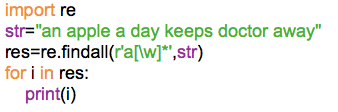 import re
str="an apple a day keeps doctor away"
res=re.findall(r'a[\w]*',str)
for i in res:
    print(i)